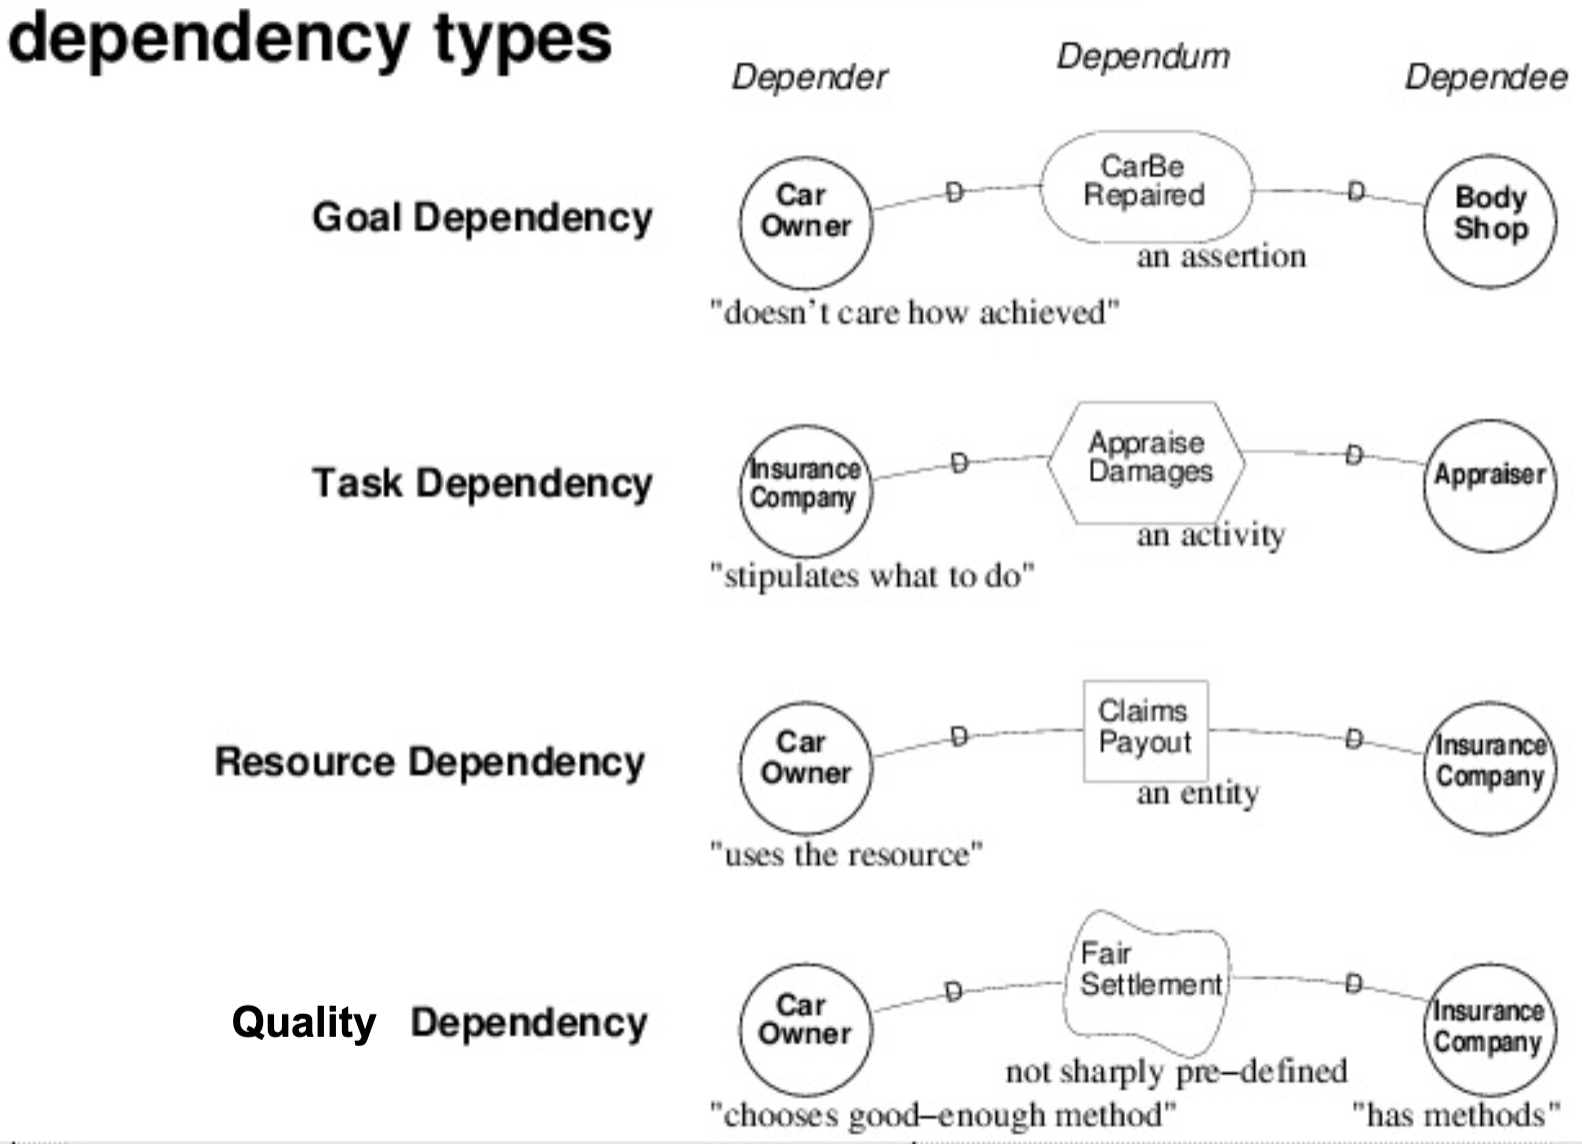 dependency types
Depender
Dependum
Dependee
Goal Dependency
Car
Owner
D
CarBe
Repaired
D
Body
Shop
an assertion
"doesn't care how achieved"
Task Dependency
Insurance
Company
D
Appraise
Damages
D
Appraiser
an activity
"stipulates what to do"
Resource Dependency
Car
Owner
D
Claims
Payout
D
Insurance
Company
an entity
"uses the resource"
Quality Dependency
Car
Owner
D
Fair
Settlement
D
Insurance
Company
not sharply pre–defined
"chooses good–enough method"
"has methods"